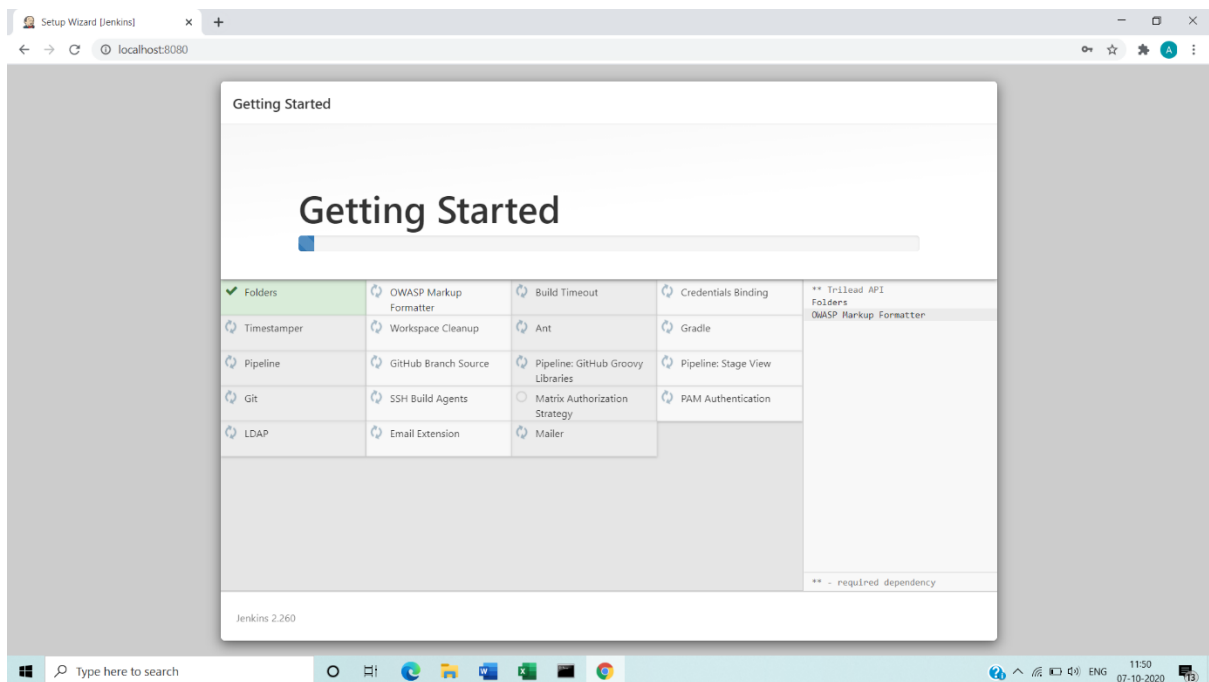 Setup Wizard [Jenkins]
localhost:8080
A
Getting Started
Getting Started
Folders
OWASP Markup
Formatter
Build Timeout
Credentials Binding
** Trilead API
Folders
OWASP Markup Formatter
Timestamper
Workspace Cleanup
Ant
Gradle
Pipeline
GitHub Branch Source
Pipeline: GitHub Groovy
Libraries
Pipeline: Stage View
Git
SSH Build Agents
Matrix Authorization
Strategy
PAM Authentication
LDAP
Email Extension
Mailer
** - required dependency
Jenkins 2.260
Type here to search
ENG
11:50
07-10-2020
13